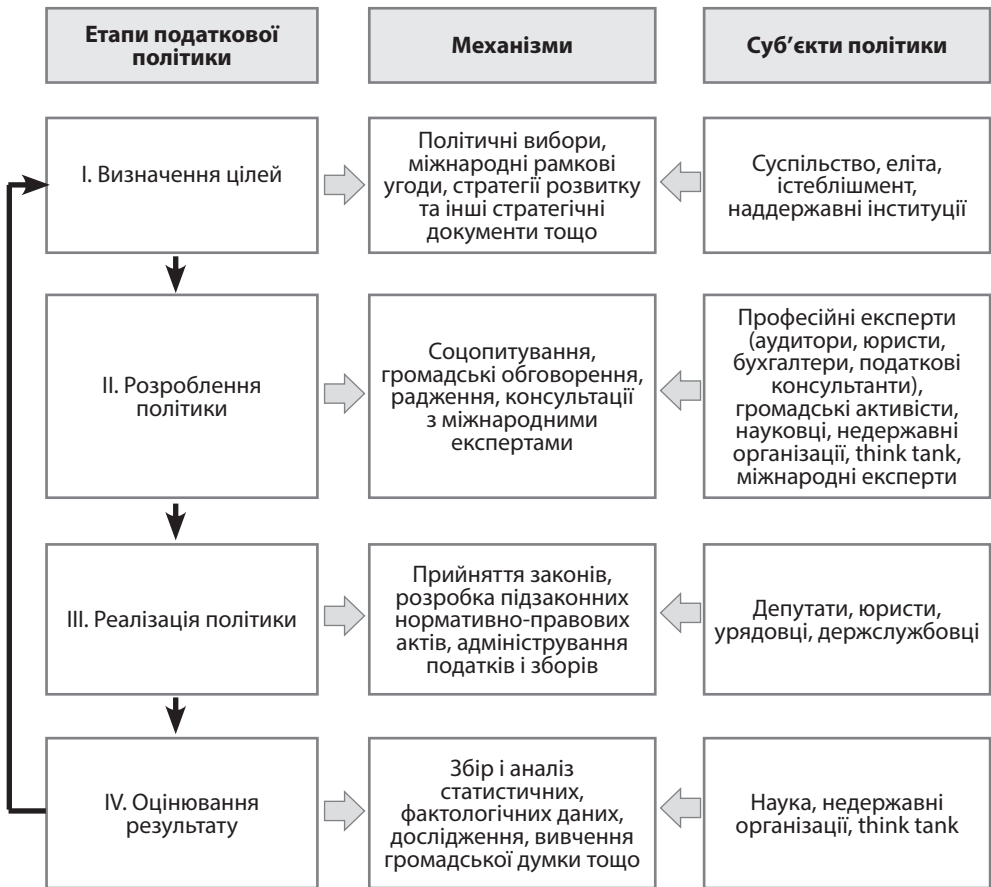 Етапи податкової
політики
Механізми
Суб’єкти політики
І. Визначення цілей
Політичні вибори,
міжнародні рамкові
угоди, стратегії розвитку
та інші стратегічні
документи тощо
Суспільство, еліта,
істеблішмент,
наддержавні інституції
ІІ. Розроблення
політики
Соцопитування,
громадські обговорення,
радження, консультації
з міжнародними
експертами
Професійні експерти
(аудитори, юристи,
бухгалтери, податкові
консультанти),
громадські активісти,
науковці, недержавні
організації, think tank,
міжнародні експерти
ІІІ. Реалізація політики
Прийняття законів,
розробка підзаконних
нормативно-правових
актів, адміністрування
податків і зборів
Депутати, юристи,
урядовці, держслужбовці
IV. Оцінювання
результату
Збір і аналіз
статистичних,
фактологічних даних,
дослідження, вивчення
громадської думки тощо
Наука, недержавні
організації, think tank